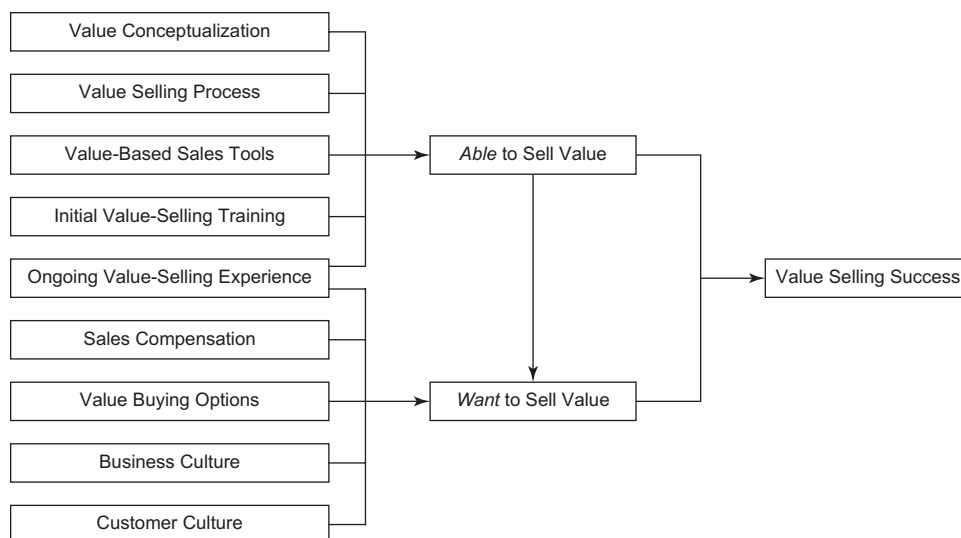 Value Conceptualization
Value Selling Process
Value-Based Sales Tools
Able to Sell Value
Initial Value-Selling Training
Ongoing Value-Selling Experience
Value Selling Success
Sales Compensation
Value Buying Options
Want to Sell Value
Business Culture
Customer Culture